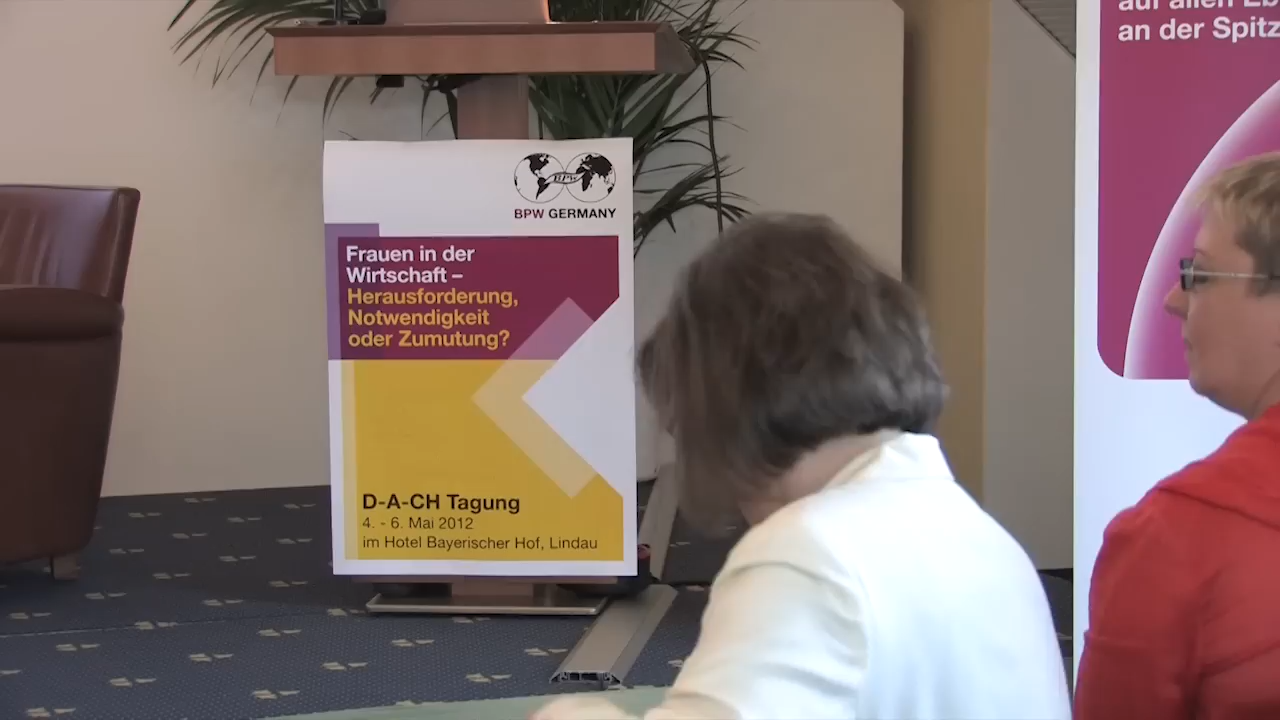 BPW
BPW GERMANY
Frauen in der
Wirtschaft –
Herausforderung,
Notwendigkeit
oder Zumutung?
D-A-CH Tagung
4. - 6. Mai 2012
im Hotel Bayerischer Hof, Lindau
auf allen Eb
an der Spitz